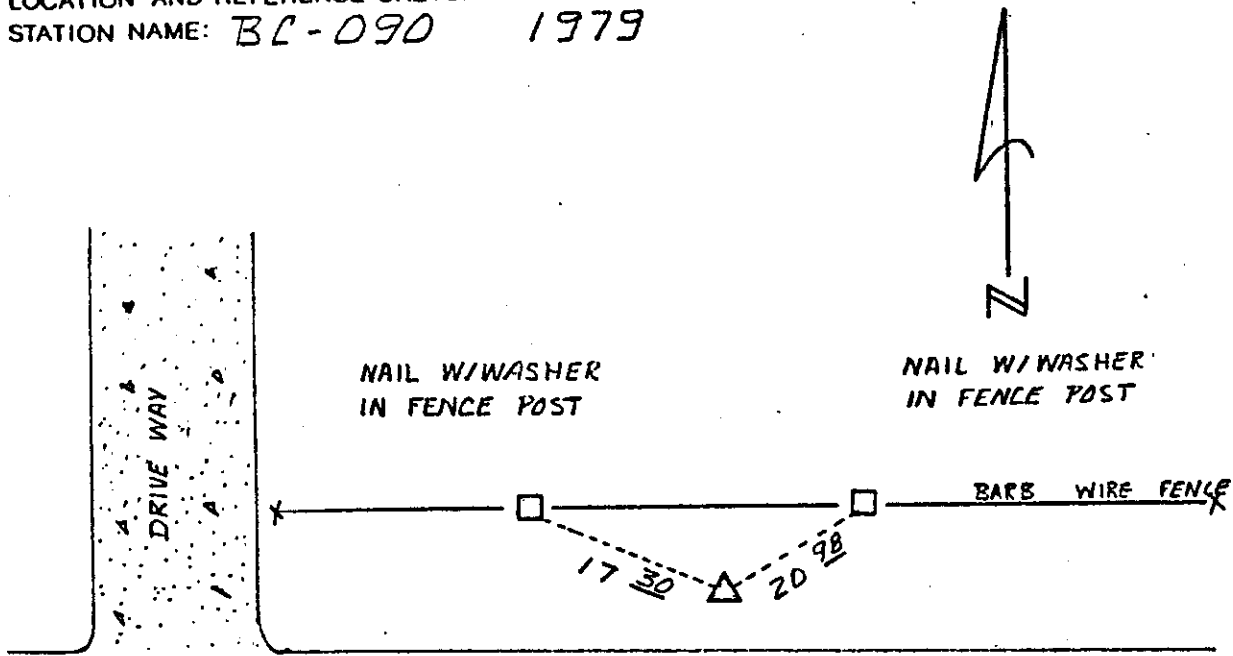 STATION NAME: BC-090 1979
N
NAIL W/WASHER
IN FENCE POST
NAIL W/WASHER
IN FENCE POST
DRIVE WAY
BARB WIRE FENCE
17 30
20 98